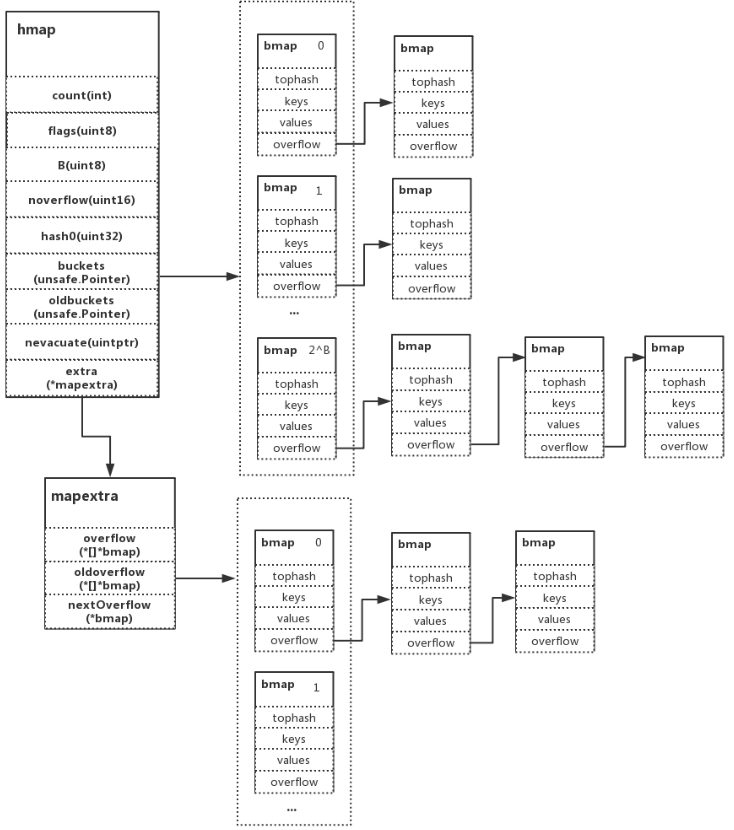 hmap
count(int)
flags(uint8)
B(uint8)
noverflow(uint16)
hash0(uint32)
buckets
(unsafe.Pointer)
oldbuckets
(unsafe.Pointer)
nevacuate(uintptr)
extra
(*mapextra)
bmap 0
tophash
keys
values
overflow
bmap
tophash
keys
values
overflow
bmap 1
tophash
keys
values
overflow
bmap
tophash
keys
values
overflow
...
bmap 2^B
tophash
keys
values
overflow
bmap
tophash
keys
values
overflow
bmap
tophash
keys
values
overflow
bmap
tophash
keys
values
overflow
mapextra
overflow
(*[]*bmap)
oldoverflow
(*[]*bmap)
nextOverflow
(*bmap)
bmap 0
tophash
keys
values
overflow
bmap
tophash
keys
values
overflow
bmap
tophash
keys
values
overflow
bmap 1
tophash
keys
values
overflow
...